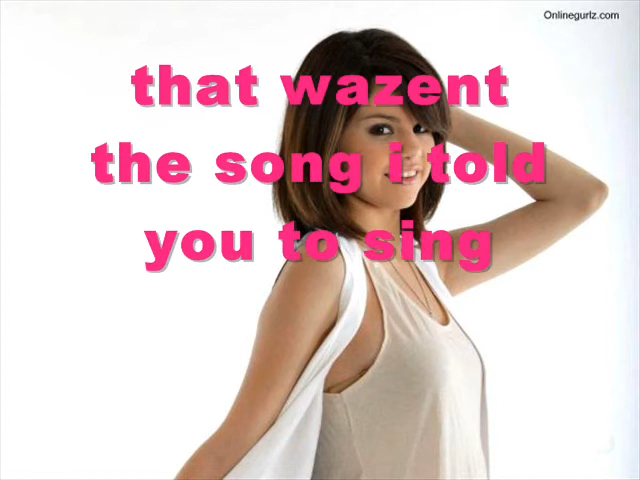 Onlinegurlz.com
that wazent
the song i told
you to sing